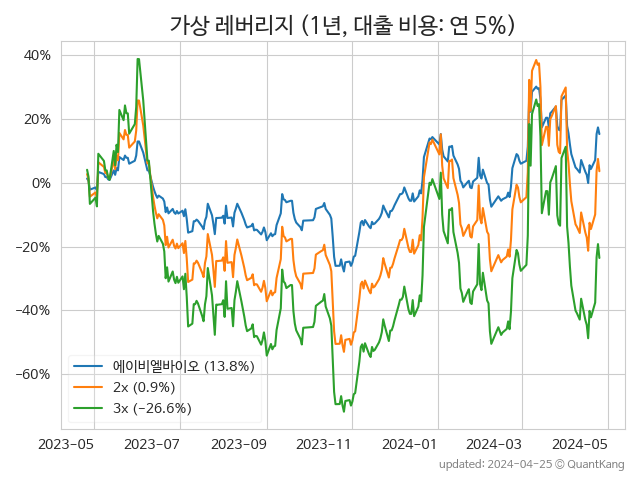 가상 레버리지 (1년, 대출 비용: 연 5%)
40%
20%
0%
−20%
−40%
−60%
에이비엘바이오 (13.8%)
2x (0.9%)
3x (−26.6%)
2023-05 2023-07 2023-09 2023-11 2024-01 2024-03 2024-05
updated: 2024-04-25 © QuantKang